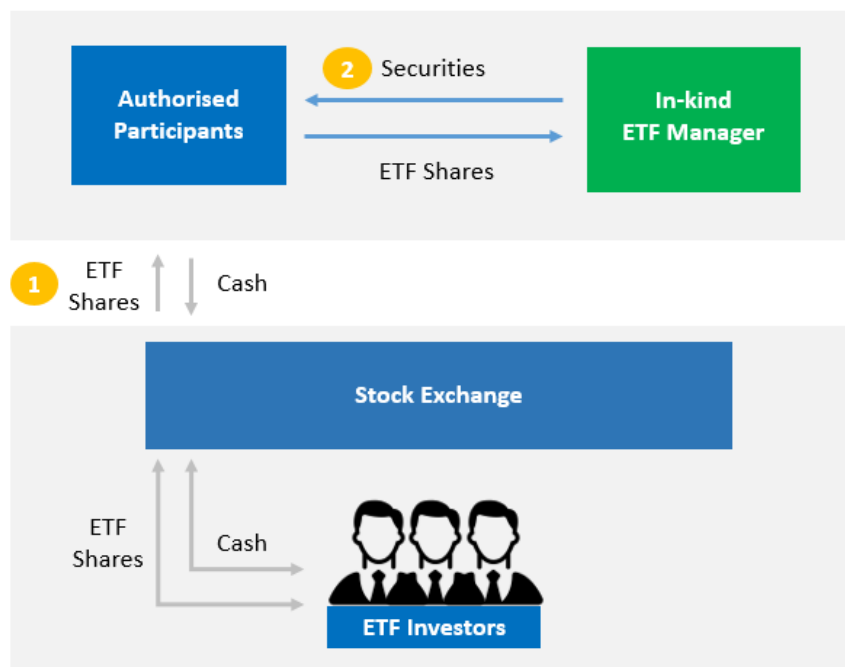 Authorised
Participants
2
Securities
ETF Shares
In-kind
ETF Manager
1
ETF
Shares
Cash
Stock Exchange
ETF
Shares
Cash
ETF Investors